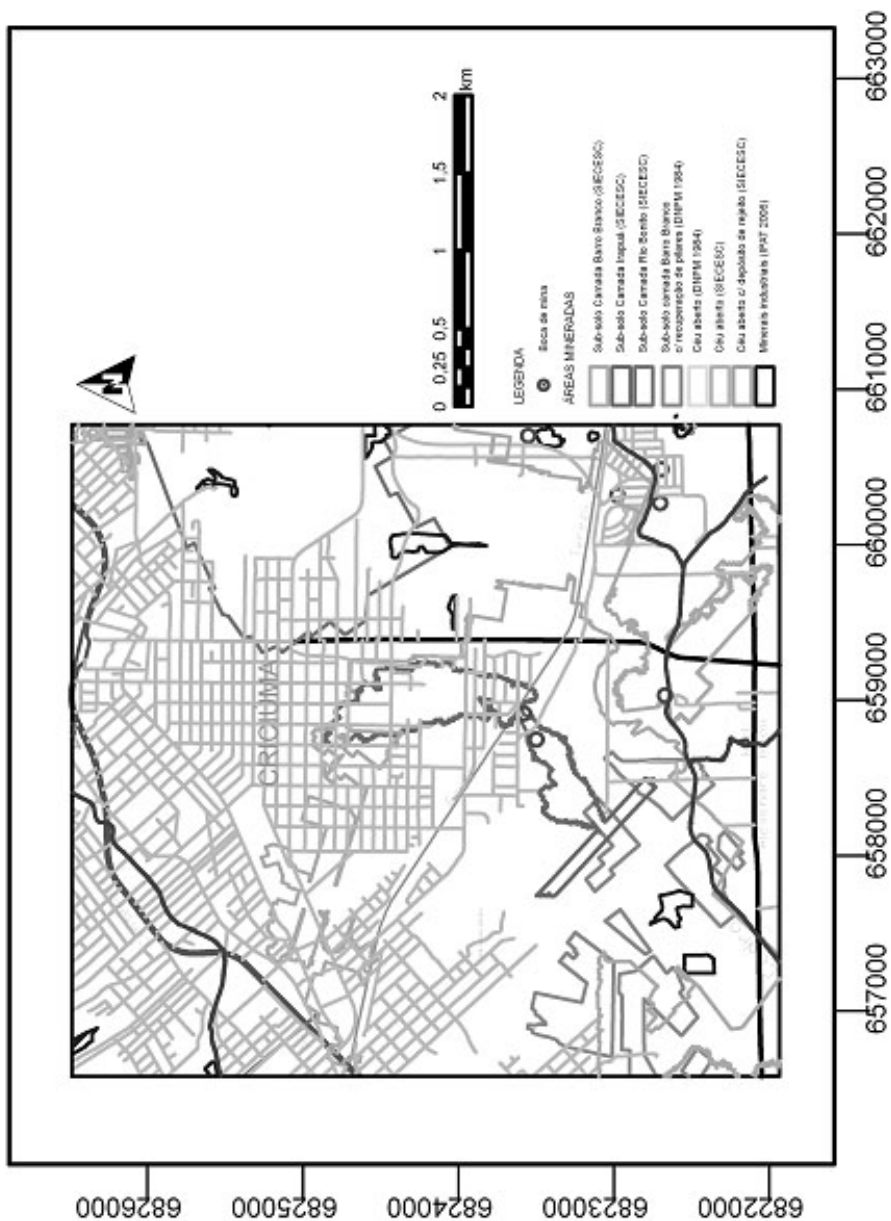 6826000
6825000
6824000
6823000
6822000
657000
658000
659000
660000
661000
662000
663000
CRICIUMA
N
0 0,25 0,5 1 1,5 2
km
LEGENDA
Boca de mina
ÁREAS MINERADAS
Sub-solo Camada Barro Branco (SIECESC)
Sub-solo Camada Irapuá (SIECESC)
Sub-solo Camada Rio Bonito (SIECESC)
Sub-solo camada Barro Branco
c/ recuperação de pilares (DNPM 1984)
Céu aberto (DNPM 1984)
Céu aberto (SIECESC)
Céu aberto c/ depósito de rejeito (SIECESC)
Minerais industriais (IPAT 2006)